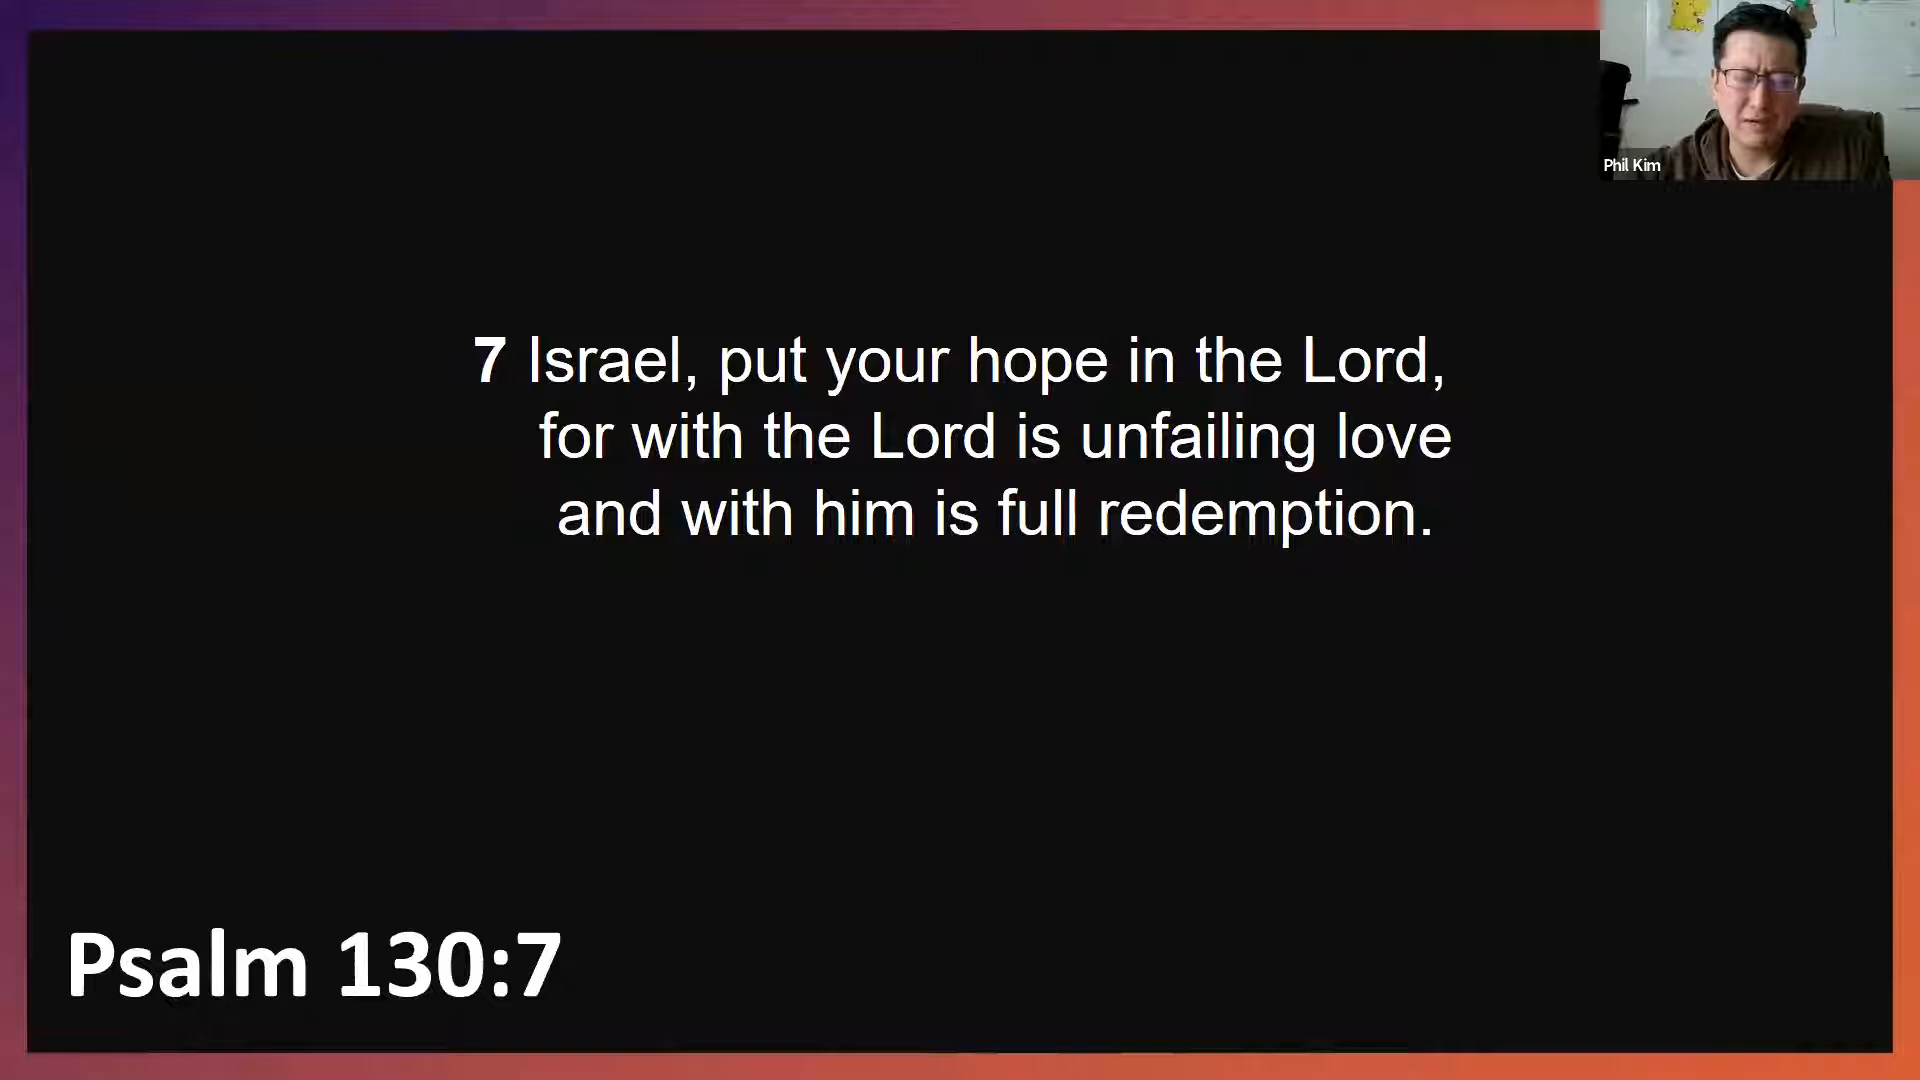 Phil Kim
7 Israel, put your hope in the Lord,
for with the Lord is unfailing love
and with him is full redemption.
Psalm 130:7